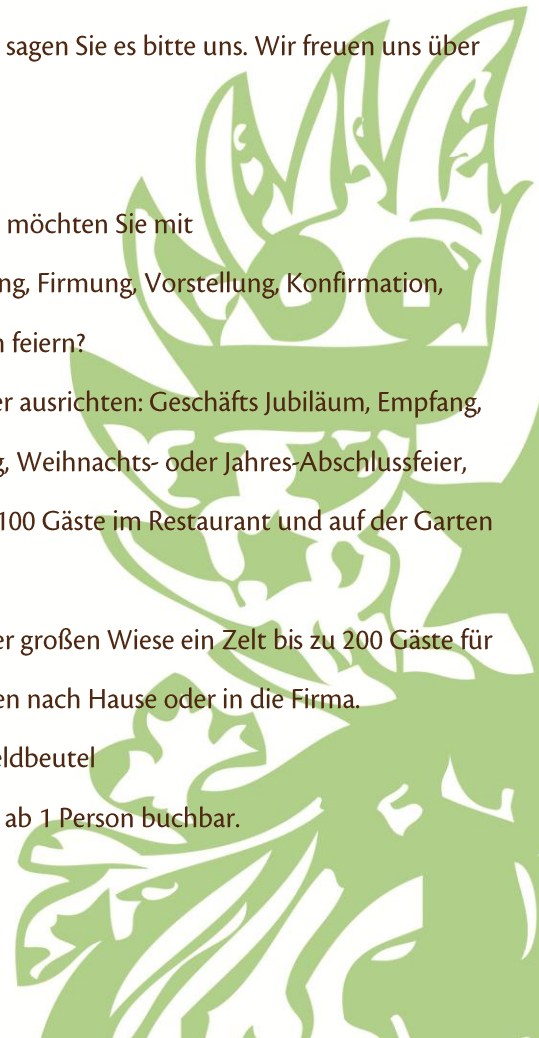 sagen Sie es bitte uns. Wir freuen uns über
möchten Sie mit
ng, Firmung, Vorstellung, Konfirmation,
n feiern?
er ausrichten: Geschäfts Jubiläum, Empfang,
g, Weihnachts- oder Jahres-Abschlussfeier,
100 Gäste im Restaurant und auf der Garten
er großen Wiese ein Zelt bis zu 200 Gäste für
en nach Hause oder in die Firma.
eldbeutel
ab 1 Person buchbar.